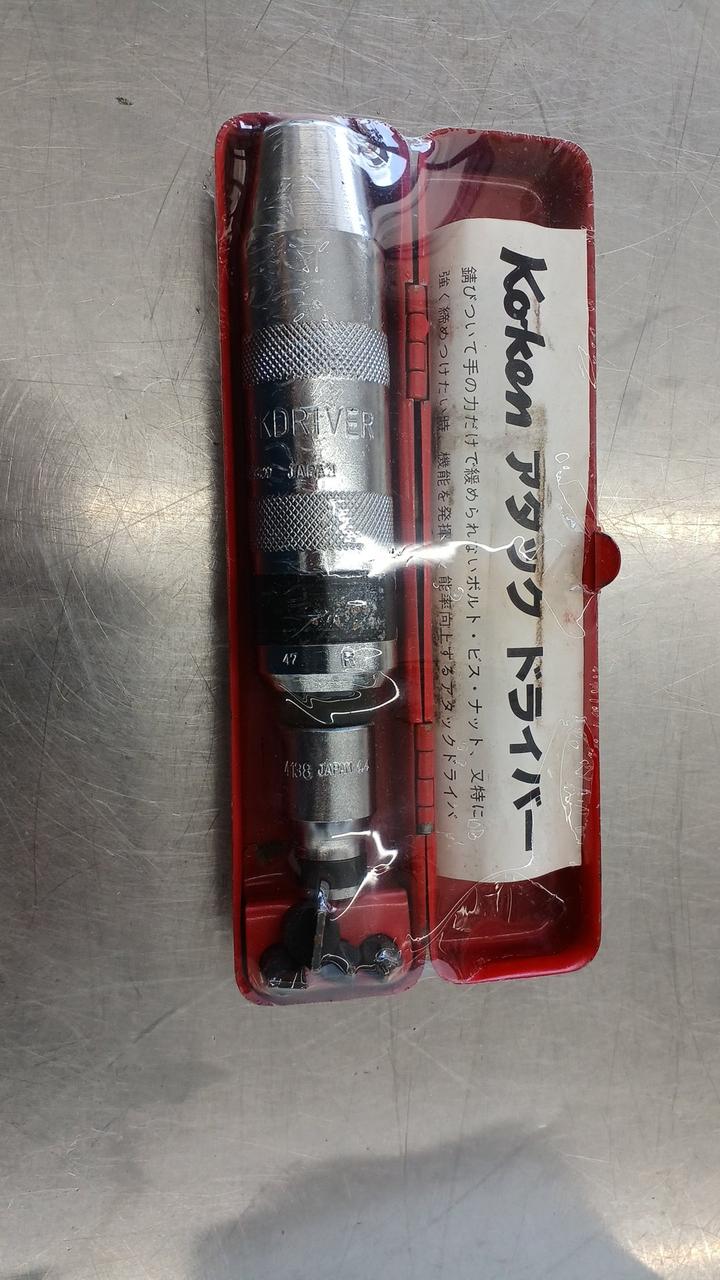 Koken アタック ドライバー
錆びついて手の力だけで緩められないボルト・ビス・ナット、又特に
強く締めつけたい時、機能を発揮 能率向上するアタックドライバ
KDRIVER
JAPAN
47 R
4138 JAPAN 4.4